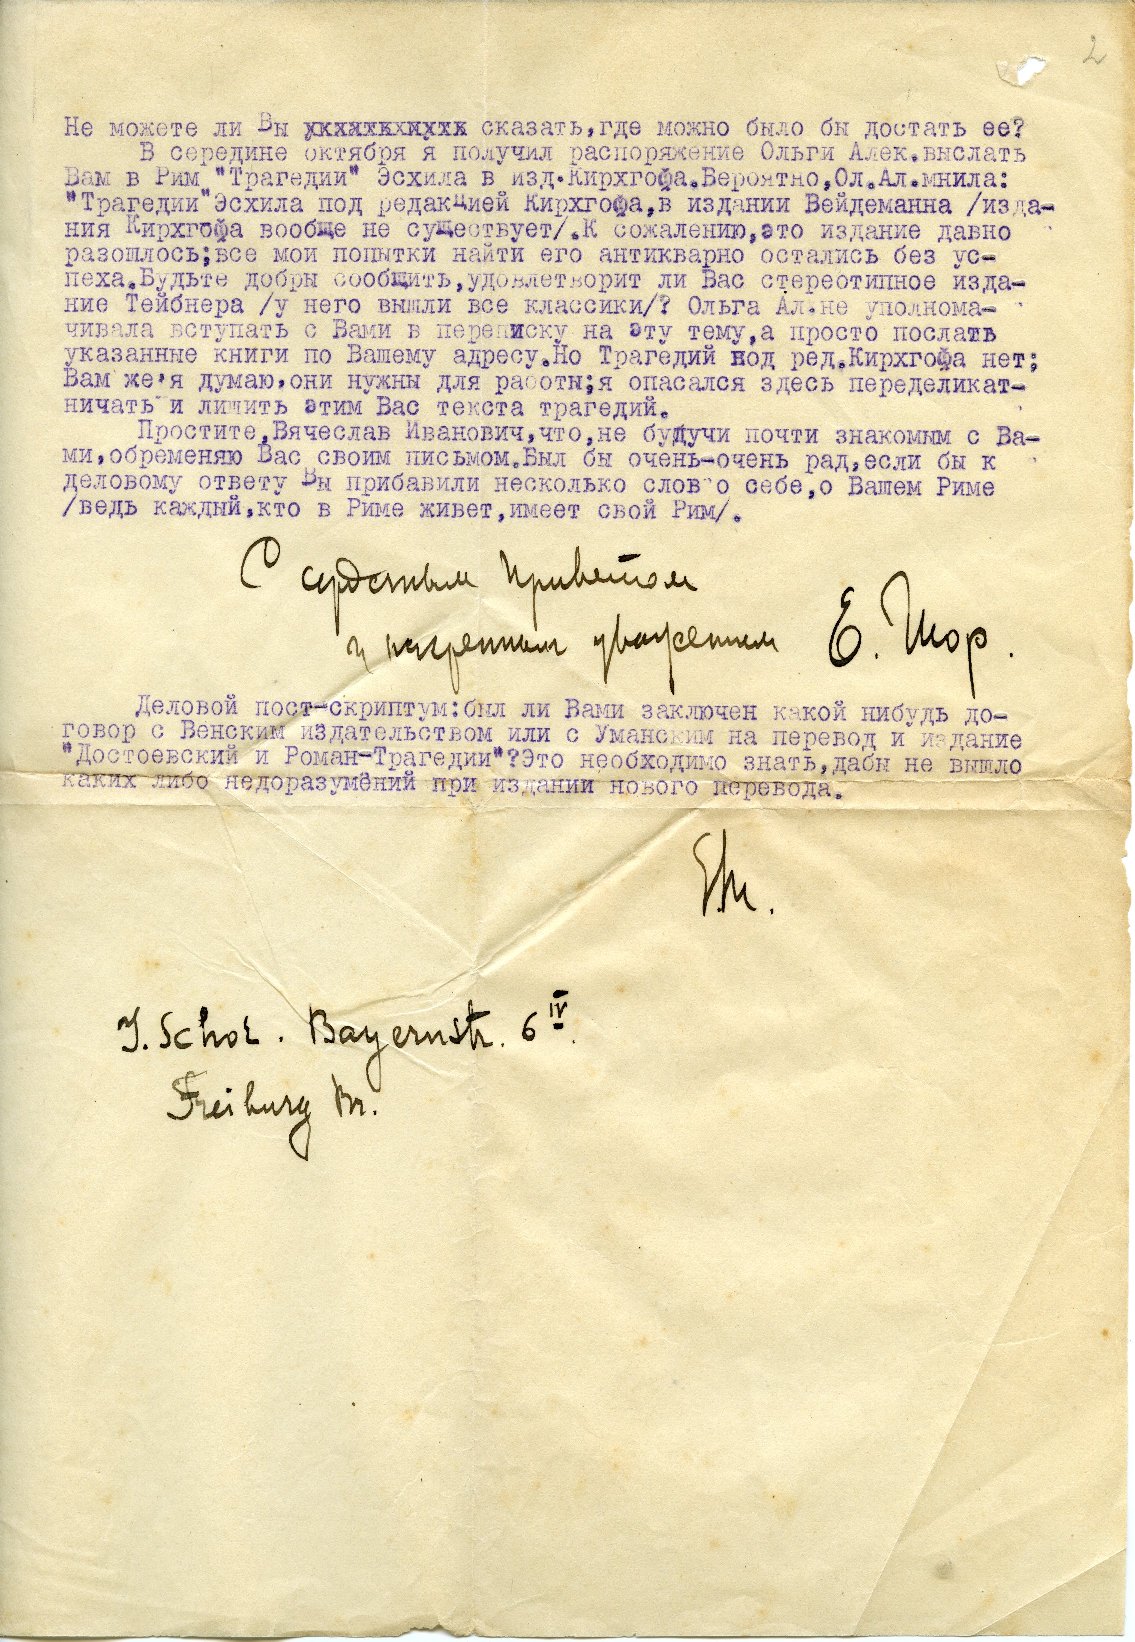 2
Не можете ли Вы сказать,где можно было бы достать ее?
В середине октября я получил распоряжение Ольги Алек.выслать
Вам в Рим "Трагедии" Эсхила в изд.Кирхгофа.Вероятно,Ол.Ал.мнила:
"Трагедии"Эсхила под редакцией Кирхгофа,в издании Вейдеманна /изда-
ния Кирхгофа вообще не существует/.К сожалению,это издание давно
разошлось;все мои попытки найти его антикварно остались без ус-
пеха.Будьте добры сообщить,удовлетворит ли Вас стереотипное изда-
ние Тейбнера /у него вышли все классики/? Ольга Ал.не уполнома-
чивала вступать с Вами в переписку на эту тему,а просто послать
указанные книги по Вашему адресу.Но Трагедий под ред.Кирхгофа нет;
Вам же,я думаю,они нужны для работы;я опасался здесь переделикат-
ничать и лишить этим Вас текста трагедий.
Простите,Вячеслав Иванович,что,не будучи почти знакомым с Ва-
ми,обременяю Вас своим письмом.Был бы очень-очень рад,если бы к
деловому ответу Вы прибавили несколько слов о себе,о Вашем Риме
/ведь каждый,кто в Риме живет,имеет свой Рим/.
С сердечным приветом
и искренним уважением Е. Шор.
Деловой пост-скриптум:был ли Вами заключен какой нибудь до-
говор с Венским издательством или с Уманским на перевод и издание
"Достоевский и Роман-Трагедии"?Это необходимо знать,дабы не вышло
каких либо недоразумений при издании нового перевода.
ЕШ.
J. Schor. Bayernstr. 6 IV.
Freiburg Br.